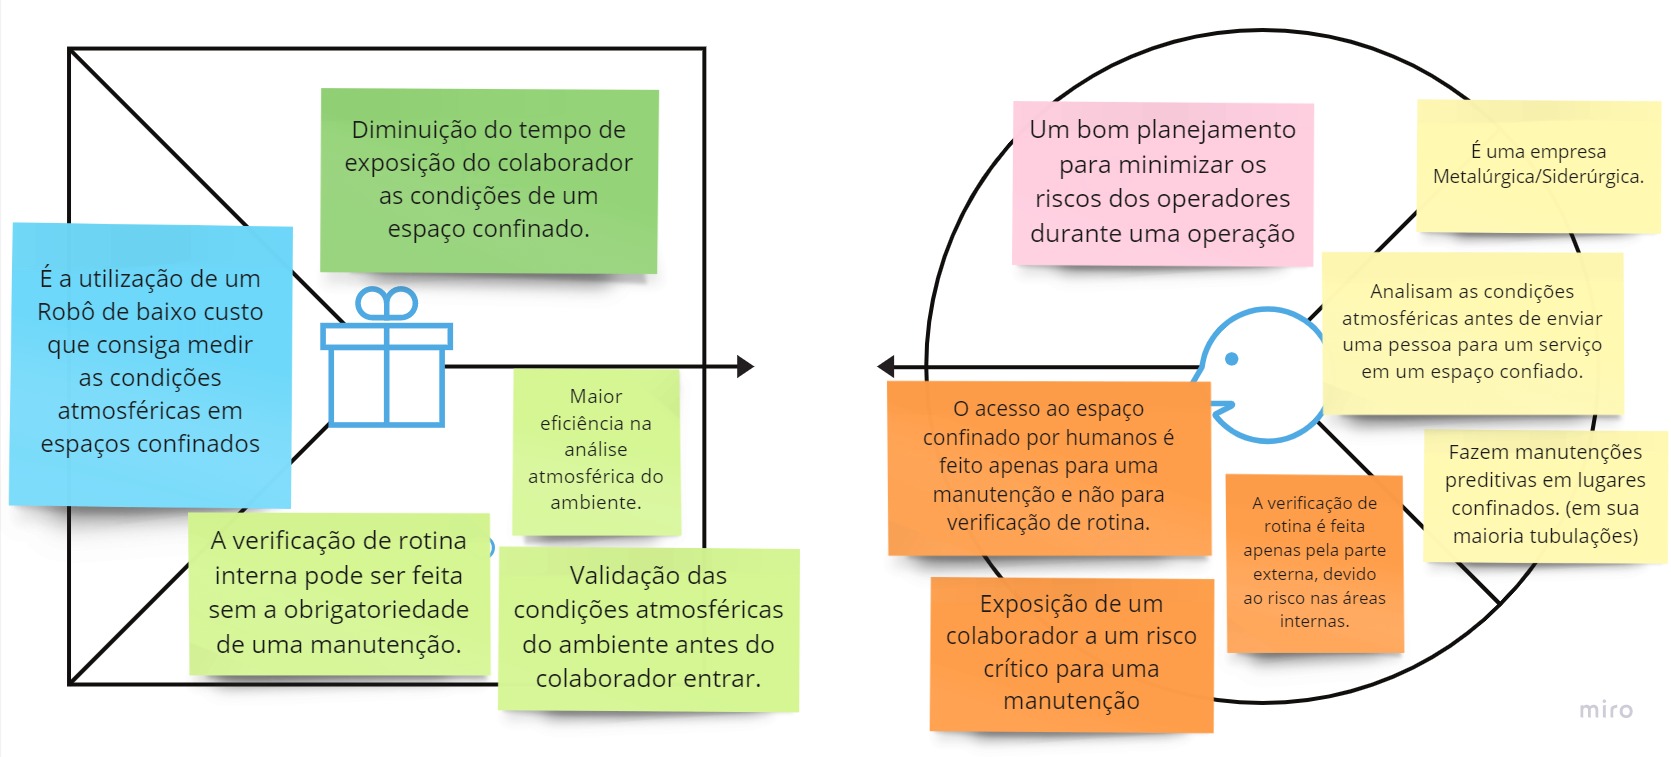 Diminuição do tempo de
exposição do colaborador
as condições de um
espaço confinado.
É a utilização de um
Robô de baixo custo
que consiga medir
as condições
atmosféricas em
espaços confinados
Maior
eficiência na
análise
atmosférica do
ambiente.
A verificação de rotina
interna pode ser feita
sem a obrigatoriedade
de uma manutenção.
Validação das
condições atmosféricas
do ambiente antes do
colaborador entrar.
Um bom planejamento
para minimizar os
riscos dos operadores
durante uma operação
É uma empresa
Metalúrgica/Siderúrgica.
Analisam as condições
atmosféricas antes de enviar
uma pessoa para um serviço
em um espaço confiado.
O acesso ao espaço
confinado por humanos é
feito apenas para uma
manutenção e não para
verificação de rotina.
A verificação de
rotina é feita
apenas pela parte
externa, devido
ao risco nas áreas
internas.
Fazem manutenções
preditivas em lugares
confinados. (em sua
maioria tubulações)
Exposição de um
colaborador a um risco
crítico para uma
manutenção
miro